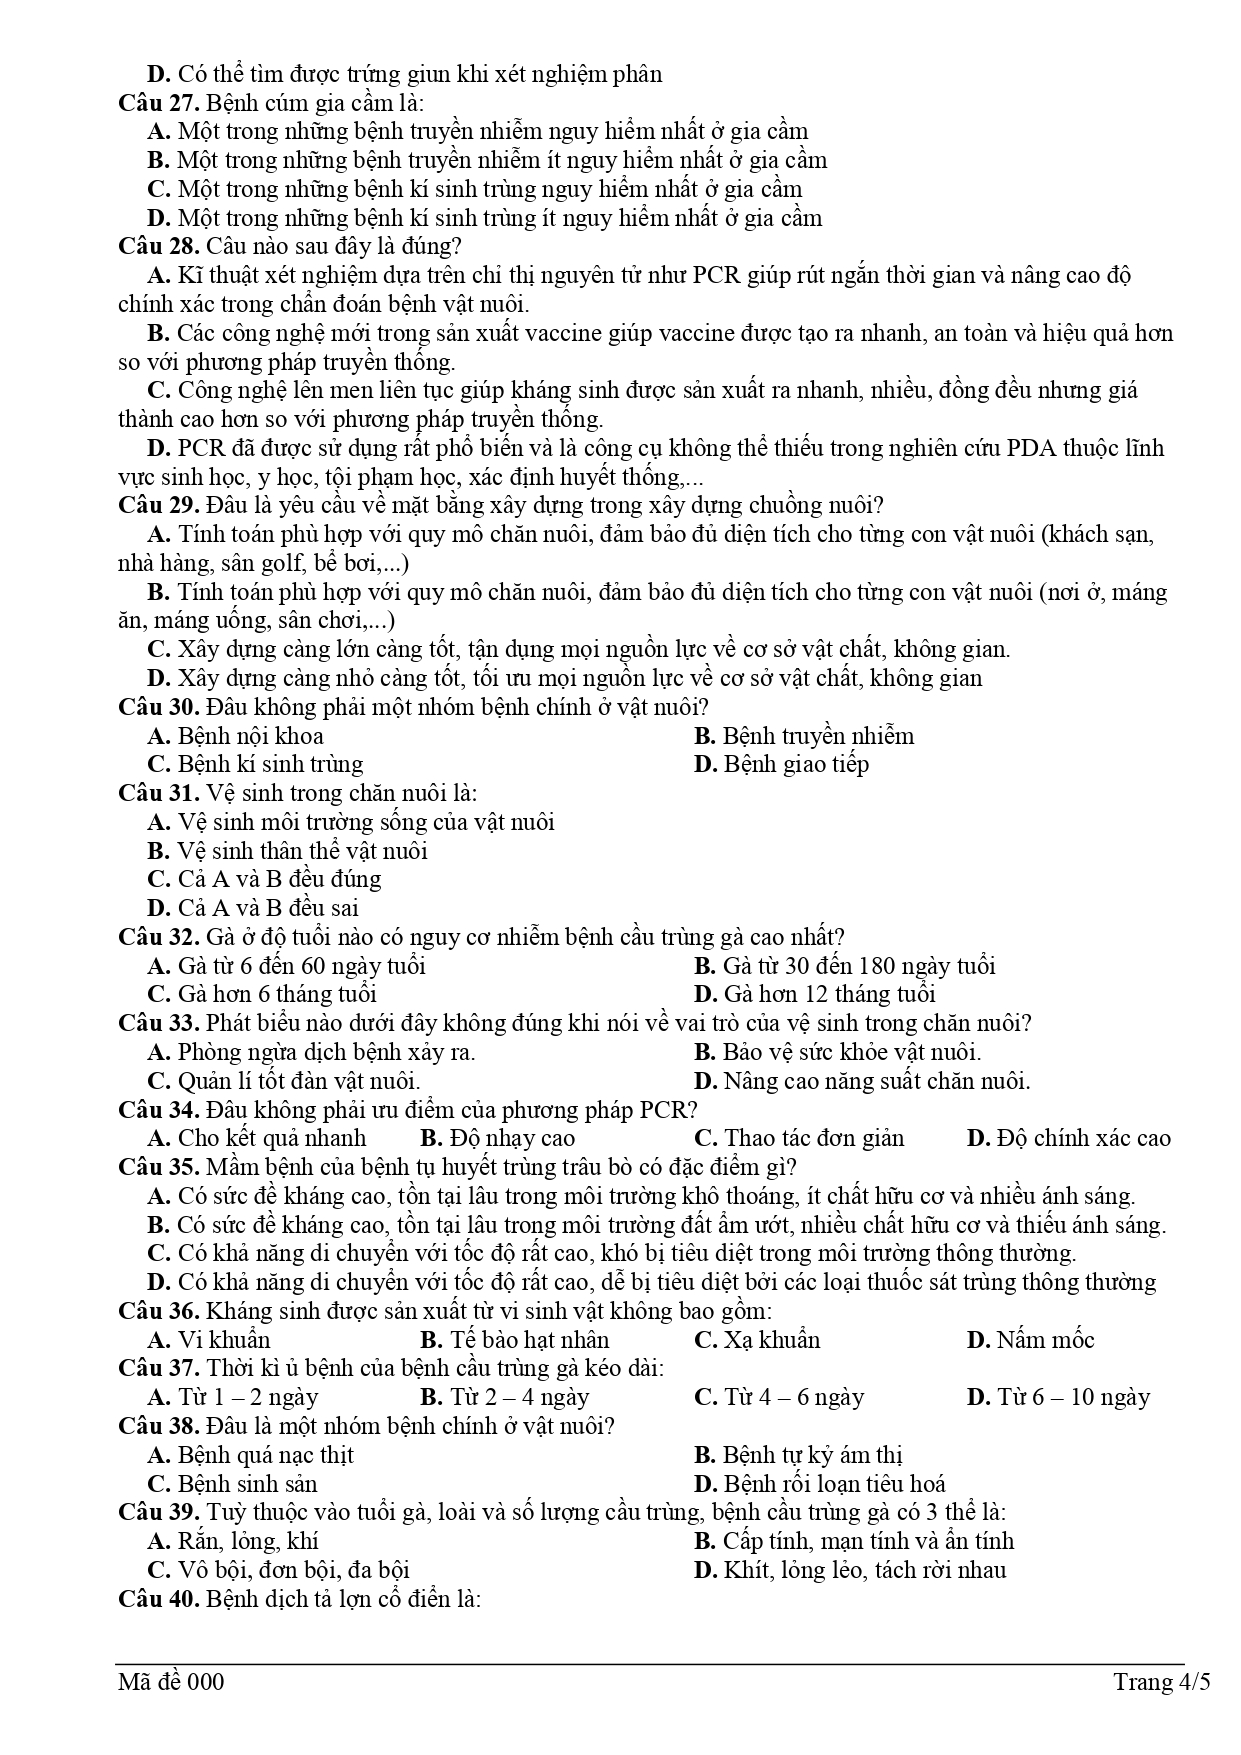 D. Có thể tìm được trứng giun khi xét nghiệm phân
Câu 27. Bệnh cúm gia cầm là:
A. Một trong những bệnh truyền nhiễm nguy hiểm nhất ở gia cầm
B. Một trong những bệnh truyền nhiễm ít nguy hiểm nhất ở gia cầm
C. Một trong những bệnh kí sinh trùng nguy hiểm nhất ở gia cầm
D. Một trong những bệnh kí sinh trùng ít nguy hiểm nhất ở gia cầm
Câu 28. Câu nào sau đây là đúng?
A. Kĩ thuật xét nghiệm dựa trên chỉ thị nguyên tử như PCR giúp rút ngắn thời gian và nâng cao độ
chính xác trong chẩn đoán bệnh vật nuôi.
B. Các công nghệ mới trong sản xuất vaccine giúp vaccine được tạo ra nhanh, an toàn và hiệu quả hơn
so với phương pháp truyền thống.
C. Công nghệ lên men liên tục giúp kháng sinh được sản xuất ra nhanh, nhiều, đồng đều nhưng giá
thành cao hơn so với phương pháp truyền thống.
D. PCR đã được sử dụng rất phổ biến và là công cụ không thể thiếu trong nghiên cứu PDA thuộc lĩnh
vực sinh học, y học, tội phạm học, xác định huyết thống,...
Câu 29. Đâu là yêu cầu về mặt bằng xây dựng trong xây dựng chuồng nuôi?
A. Tính toán phù hợp với quy mô chăn nuôi, đảm bảo đủ diện tích cho từng con vật nuôi (khách sạn,
nhà hàng, sân golf, bể bơi,...)
B. Tính toán phù hợp với quy mô chăn nuôi, đảm bảo đủ diện tích cho từng con vật nuôi (nơi ở, máng
ăn, máng uống, sân chơi,...)
C. Xây dựng càng lớn càng tốt, tận dụng mọi nguồn lực về cơ sở vật chất, không gian.
D. Xây dựng càng nhỏ càng tốt, tối ưu mọi nguồn lực về cơ sở vật chất, không gian
Câu 30. Đâu không phải một nhóm bệnh chính ở vật nuôi?
A. Bệnh nội khoa B. Bệnh truyền nhiễm
C. Bệnh kí sinh trùng D. Bệnh giao tiếp
Câu 31. Vệ sinh trong chăn nuôi là:
A. Vệ sinh môi trường sống của vật nuôi
B. Vệ sinh thân thể vật nuôi
C. Cả A và B đều đúng
D. Cả A và B đều sai
Câu 32. Gà ở độ tuổi nào có nguy cơ nhiễm bệnh cầu trùng gà cao nhất?
A. Gà từ 6 đến 60 ngày tuổi B. Gà từ 30 đến 180 ngày tuổi
C. Gà hơn 6 tháng tuổi D. Gà hơn 12 tháng tuổi
Câu 33. Phát biểu nào dưới đây không đúng khi nói về vai trò của vệ sinh trong chăn nuôi?
A. Phòng ngừa dịch bệnh xảy ra. B. Bảo vệ sức khỏe vật nuôi.
C. Quản lí tốt đàn vật nuôi. D. Nâng cao năng suất chăn nuôi.
Câu 34. Đâu không phải ưu điểm của phương pháp PCR?
A. Cho kết quả nhanh B. Độ nhạy cao C. Thao tác đơn giản D. Độ chính xác cao
Câu 35. Mầm bệnh của bệnh tụ huyết trùng trâu bò có đặc điểm gì?
A. Có sức đề kháng cao, tồn tại lâu trong môi trường khô thoáng, ít chất hữu cơ và nhiều ánh sáng.
B. Có sức đề kháng cao, tồn tại lâu trong môi trường đất ẩm ướt, nhiều chất hữu cơ và thiếu ánh sáng.
C. Có khả năng di chuyển với tốc độ rất cao, khó bị tiêu diệt trong môi trường thông thường.
D. Có khả năng di chuyển với tốc độ rất cao, dễ bị tiêu diệt bởi các loại thuốc sát trùng thông thường
Câu 36. Kháng sinh được sản xuất từ vi sinh vật không bao gồm:
A. Vi khuẩn B. Tế bào hạt nhân C. Xạ khuẩn D. Nấm mốc
Câu 37. Thời kì ủ bệnh của bệnh cầu trùng gà kéo dài:
A. Từ 1 – 2 ngày B. Từ 2 – 4 ngày C. Từ 4 – 6 ngày D. Từ 6 – 10 ngày
Câu 38. Đâu là một nhóm bệnh chính ở vật nuôi?
A. Bệnh quá nạc thịt B. Bệnh tự kỷ ám thị
C. Bệnh sinh sản D. Bệnh rối loạn tiêu hoá
Câu 39. Tuỳ thuộc vào tuổi gà, loài và số lượng cầu trùng, bệnh cầu trùng gà có 3 thể là:
A. Rắn, lỏng, khí B. Cấp tính, mạn tính và ẩn tính
C. Vô bội, đơn bội, đa bội D. Khít, lỏng lẻo, tách rời nhau
Câu 40. Bệnh dịch tả lợn cổ điển là:
Mã đề 000 Trang 4/5